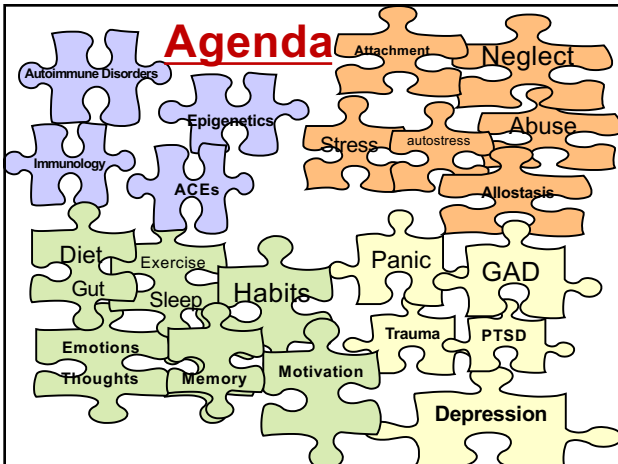 Agenda
Autoimmune Disorders
Epigenetics
Immunology
ACEs
Attachment
Neglect
Stress
autostress
Abuse
Allostasis
Diet
Gut
Exercise
Sleep
Habits
Emotions
Thoughts
Memory
Motivation
Panic
GAD
Trauma
PTSD
Depression